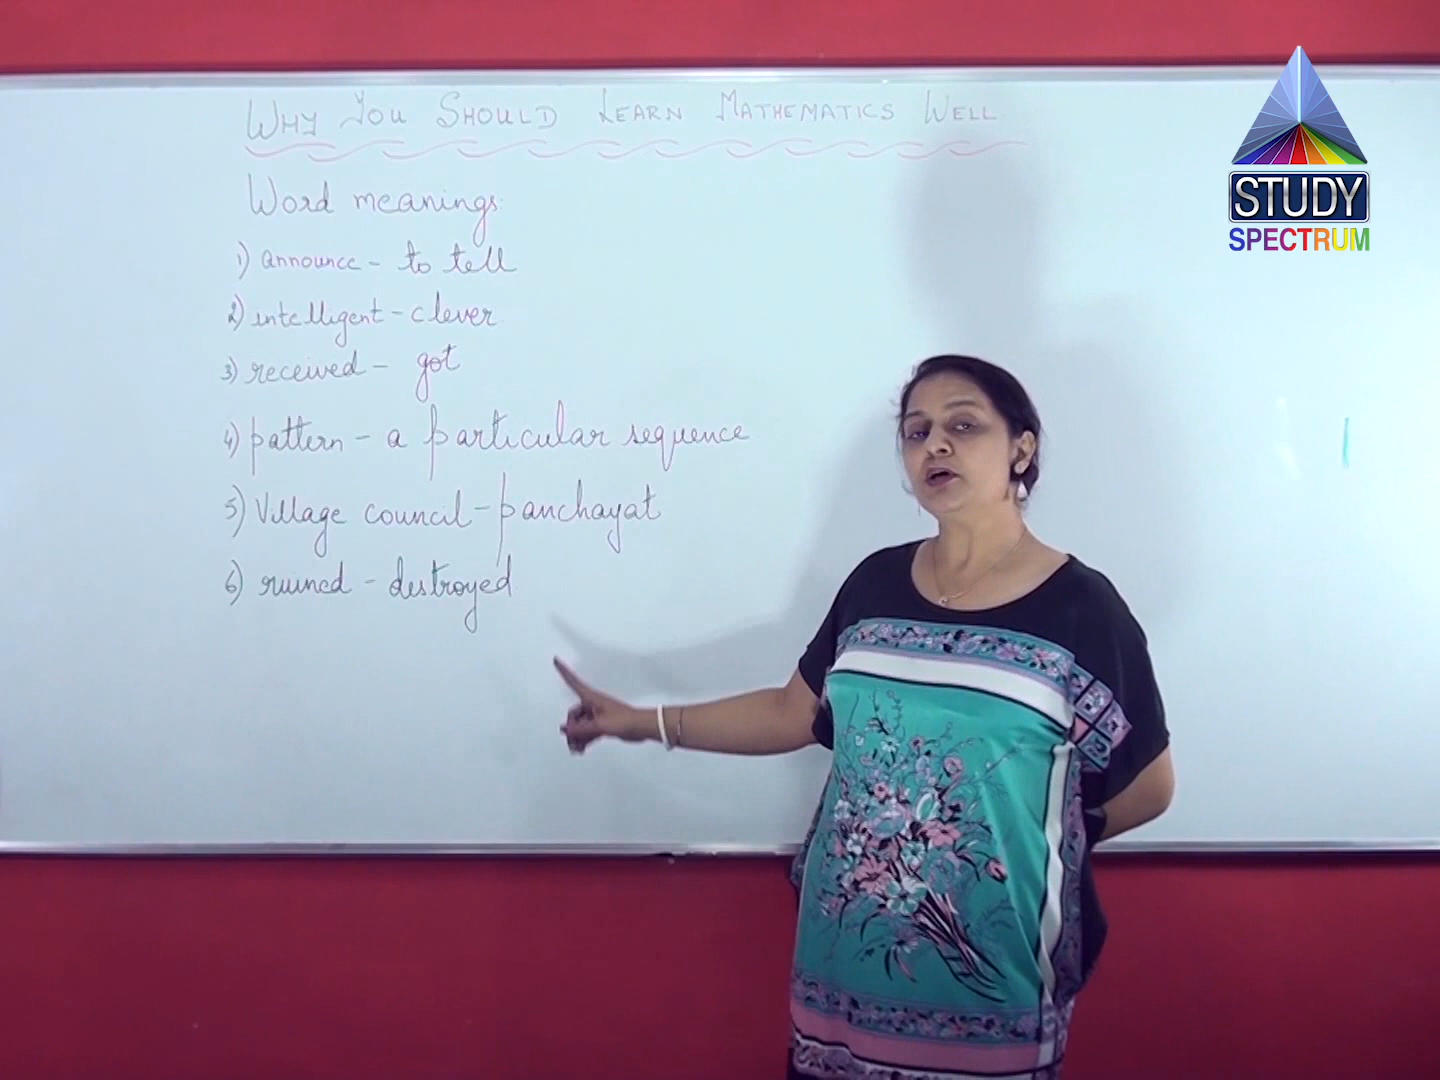 WHY YOU SHOULD LEARN MATHEMATICS WELL
Word meanings:
1) announce - to tell
2) intelligent - clever
3) received - got
4) pattern - a particular sequence
5) Village council - panchayat
6) ruined - destroyed
STUDY
SPECTRUM